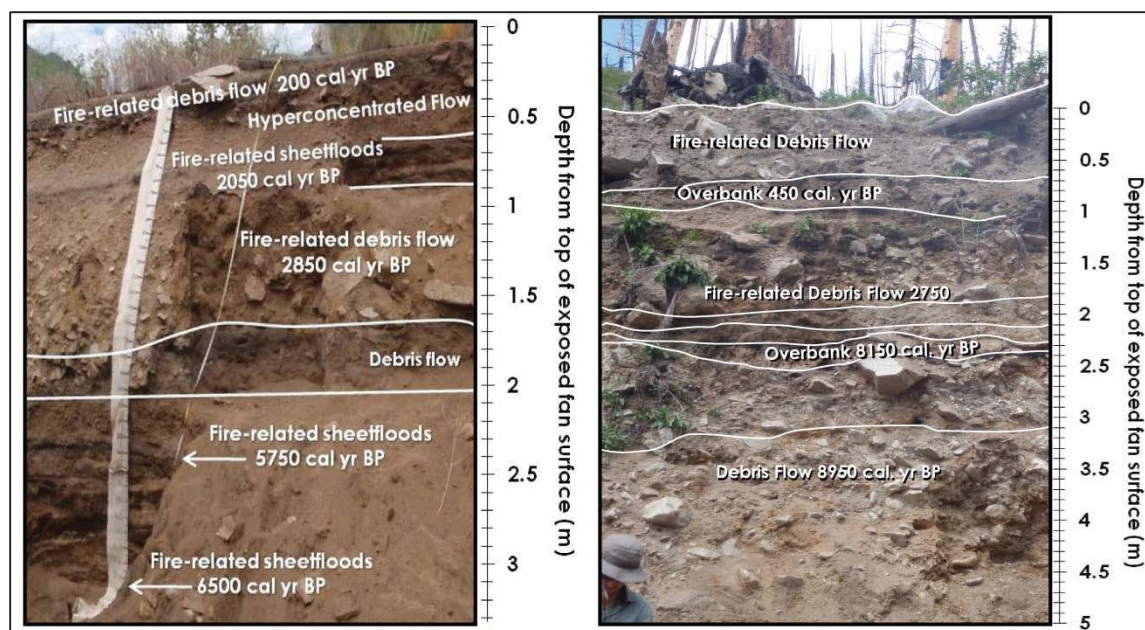 Fire-related debris flow 200 cal yr BP
Hyperconcentrated Flow
Fire-related sheetfloods
2050 cal yr BP
Fire-related debris flow
2850 cal yr BP
Debris flow
Fire-related sheetfloods
5750 cal yr BP
Fire-related sheetfloods
6500 cal yr BP
0
0.5
1
1.5
2
2.5
3
Depth from top of exposed fan surface (m)
Fire-related Debris Flow
Overbank 450 cal. yr BP
Fire-related Debris Flow 2750
Overbank 8150 cal. yr BP
Debris Flow 8950 cal. yr BP
0
0.5
1
1.5
2
2.5
3
3.5
4
4.5
5
Depth from top of exposed fan surface (m)